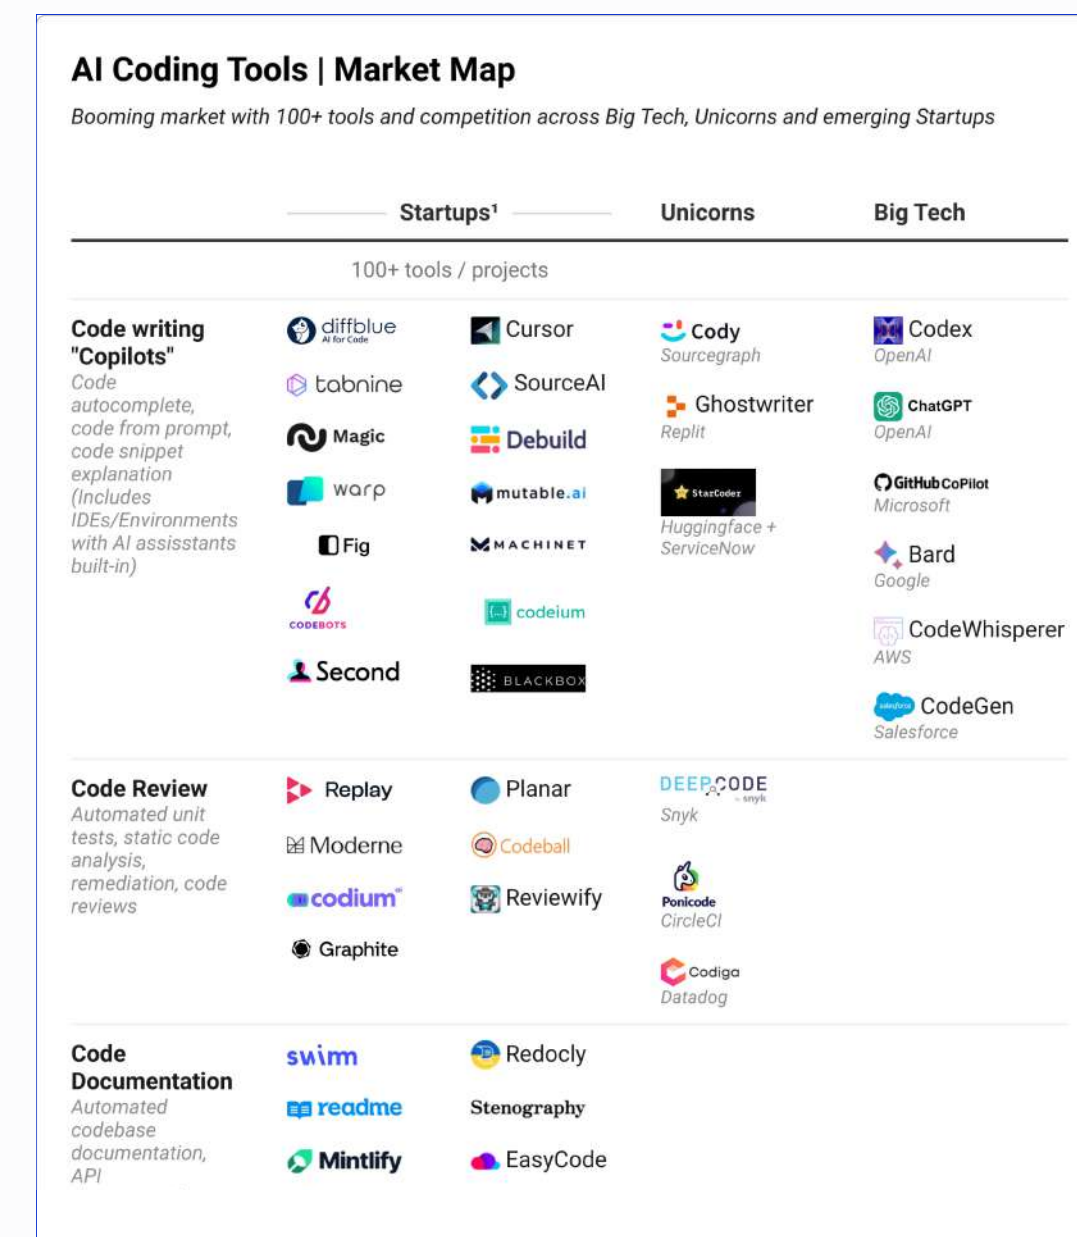 AI Coding Tools | Market Map
Booming market with 100+ tools and competition across Big Tech, Unicorns and emerging Startups
Startups¹
Unicorns
Big Tech
100+ tools / projects
Code writing
"Copilots"
Code
autocomplete,
code from prompt,
code snippet
explanation
(Includes
IDEs/Environments
with AI assisstants
built-in)
diffblue
AI for Code
tabnine
Magic
warp
Fig
CODEBOTS
Second
Cursor
SourceAI
Debuild
mutable.ai
MACHINET
codeium
BLACKBOX
Cody
Sourcegraph
Ghostwriter
Replit
StarCoder
Huggingface +
ServiceNow
Codex
OpenAI
ChatGPT
OpenAI
GitHub CoPilot
Microsoft
Bard
Google
CodeWhisperer
AWS
salesforce CodeGen
Salesforce
Code Review
Automated unit
tests, static code
analysis,
remediation, code
reviews
Replay
Moderne
codium
Graphite
Planar
Codeball
Reviewify
DEEPCODE
by snyk
Snyk
Ponicode
CircleCI
Codiga
Datadog
Code
Documentation
Automated
codebase
documentation,
API
swimm
readme
Mintlify
Redocly
Stenography
EasyCode